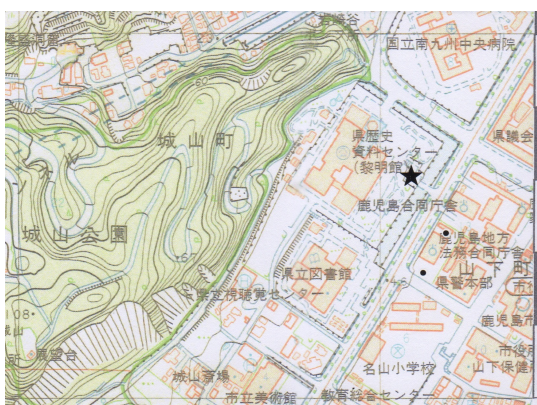 国立南九州中央病院
城山町
県歴史
資料センター
(黎明館)
県議会
鹿児島合同庁舎
城山公園
鹿児島地方
法務合同庁舎
山下町
県立図書館
県警本部
県立視聴覚センター
鹿児島市
展望台
名山小学校
市役所
山下保健所
城山斎場
市立美術館
教育総合センター